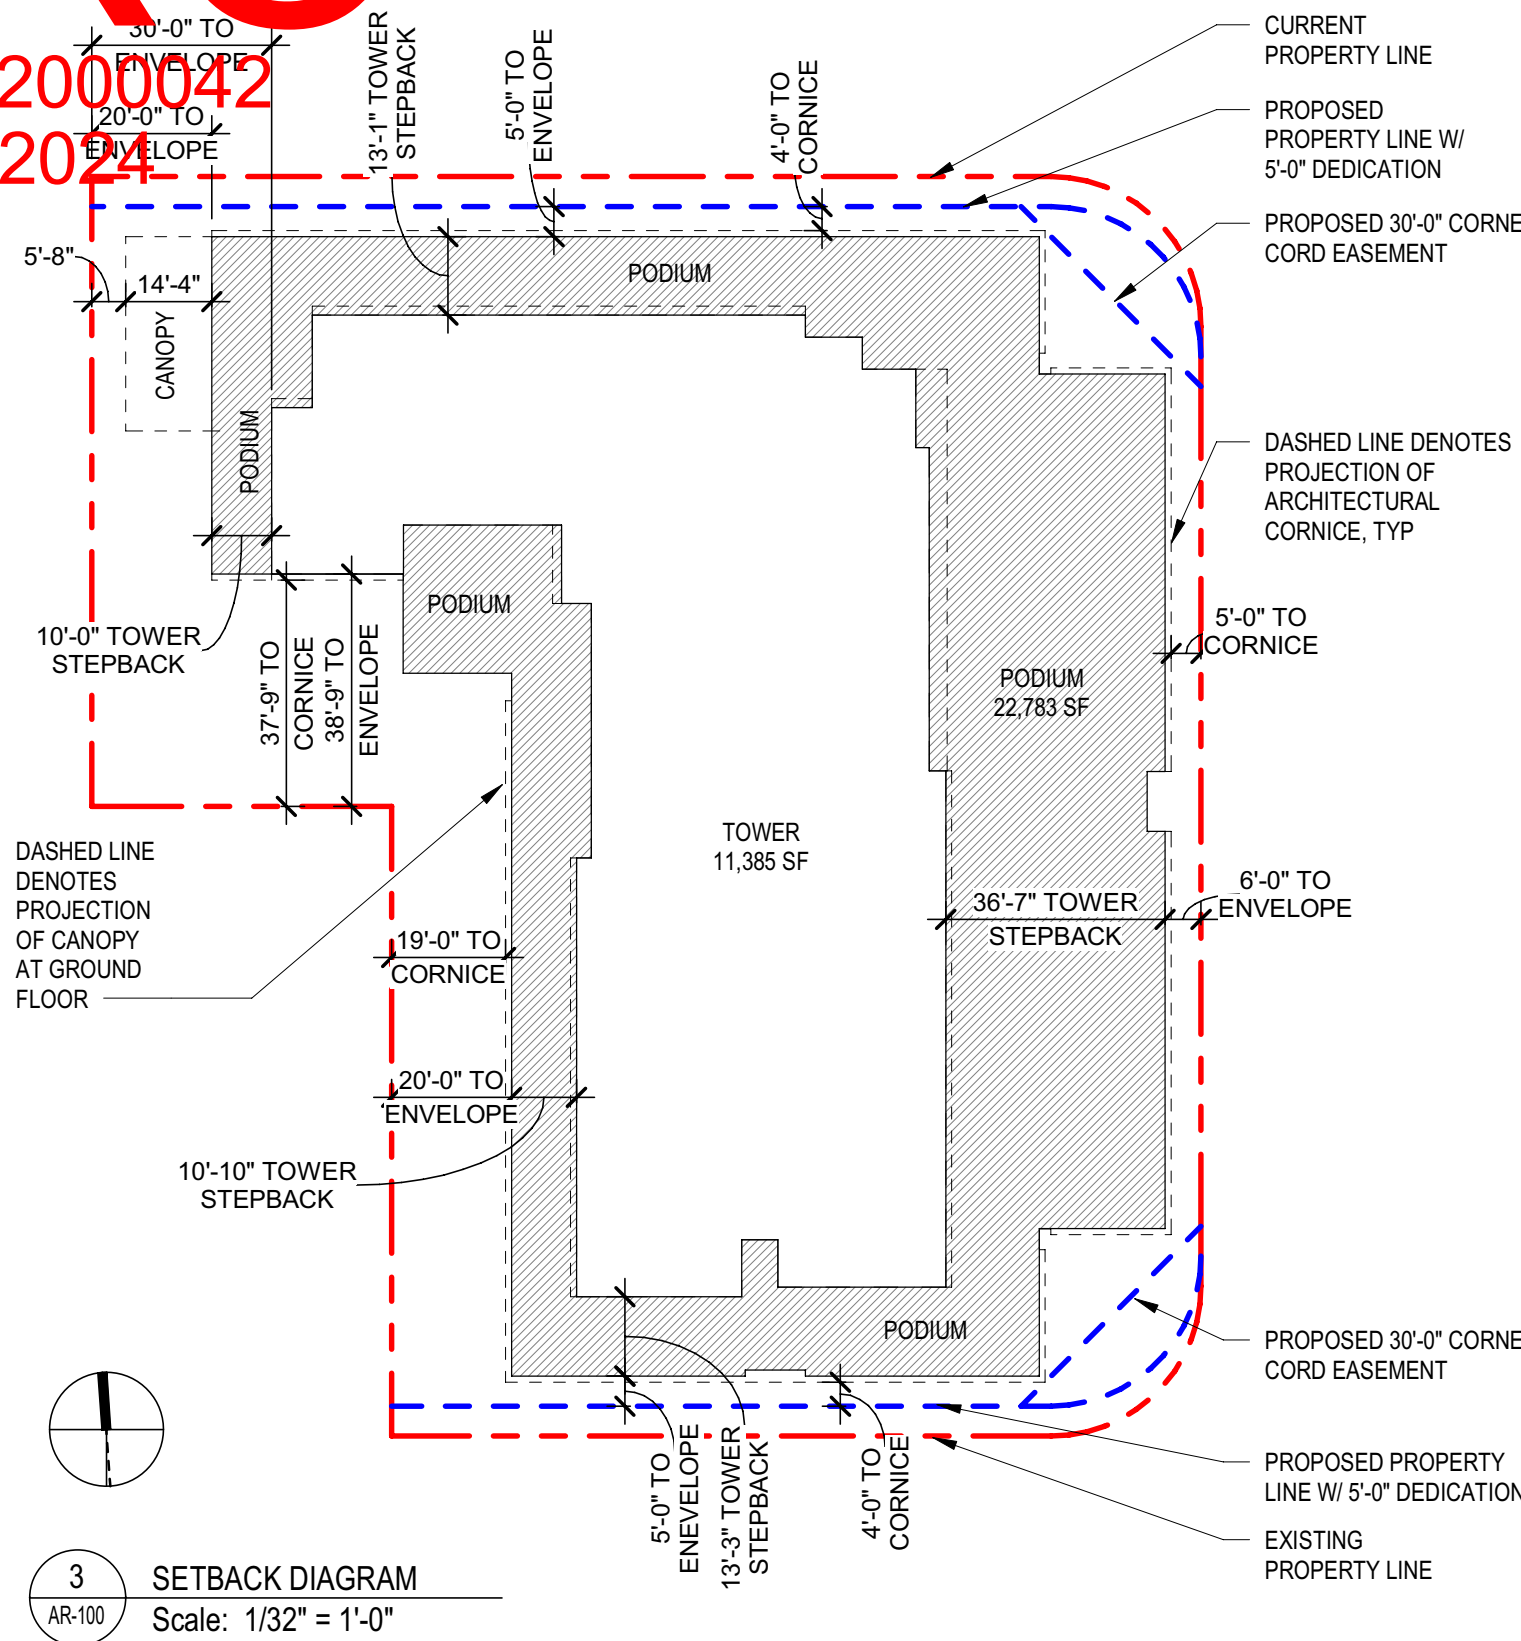 30'-0" TO
ENVELOPE
2000042
20'-0" TO
ENVELOPE
2024
13'-1" TOWER
STEPBACK
5'-0" TO
ENVELOPE
4'-0" TO
CORNICE
CURRENT
PROPERTY LINE
PROPOSED
PROPERTY LINE W/
5'-0" DEDICATION
PROPOSED 30'-0" CORNE
CORD EASEMENT
5'-8"
14'-4"
CANOPY
PODIUM
PODIUM
DASHED LINE DENOTES
PROJECTION OF
ARCHITECTURAL
CORNICE, TYP
PODIUM
10'-0" TOWER
STEPBACK
37'-9" TO
CORNICE
38'-9" TO
ENVELOPE
5'-0" TO
CORNICE
PODIUM
22,783 SF
TOWER
11,385 SF
DASHED LINE
DENOTES
PROJECTION
OF CANOPY
AT GROUND
FLOOR
36'-7" TOWER
STEPBACK
6'-0" TO
ENVELOPE
19'-0" TO
CORNICE
20'-0" TO
ENVELOPE
10'-10" TOWER
STEPBACK
PODIUM
PROPOSED 30'-0" CORNE
CORD EASEMENT
5'-0" TO
ENEVELOPE
13'-3" TOWER
STEPBACK
4'-0" TO
CORNICE
PROPOSED PROPERTY
LINE W/ 5'-0" DEDICATION
EXISTING
PROPERTY LINE
3
AR-100
SETBACK DIAGRAM
Scale: 1/32" = 1'-0"